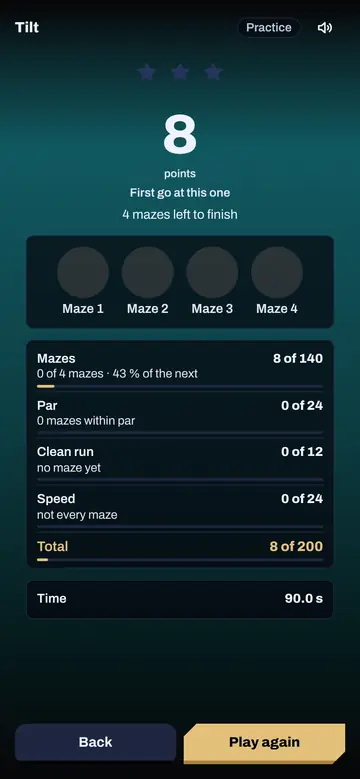 Tilt
Practice
8
points
First go at this one
4 mazes left to finish
Maze 1 Maze 2 Maze 3 Maze 4
Mazes 8 of 140
0 of 4 mazes · 43 % of the next
Par 0 of 24
0 mazes within par
Clean run 0 of 12
no maze yet
Speed 0 of 24
not every maze
Total 8 of 200
Time 90.0 s
Back Play again